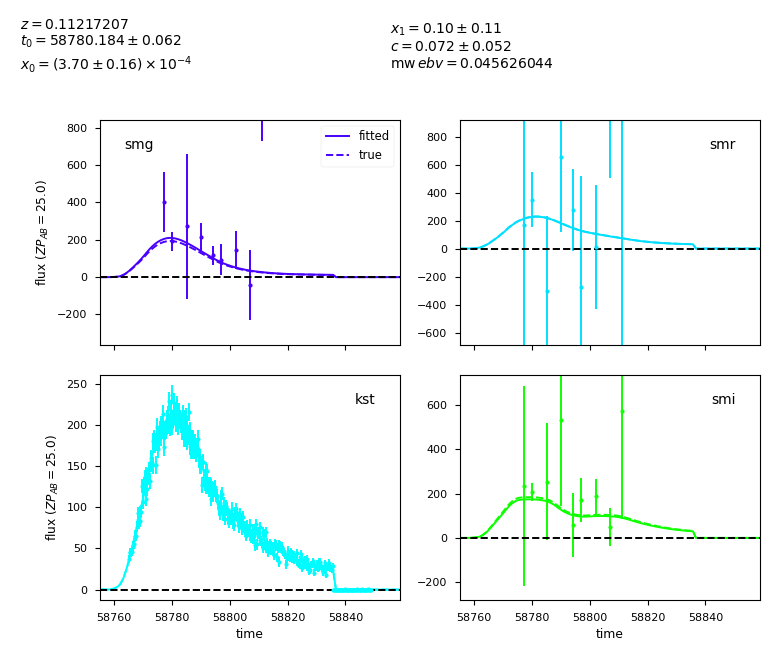 z = 0.11217207
t₀ = 58780.184 ± 0.062
x₀ = (3.70 ± 0.16) × 10⁻⁴
x₁ = 0.10 ± 0.11
c = 0.072 ± 0.052
mw ebv = 0.045626044
smg
fitted
true
800
600
400
200
0
−200
flux (ZP_AB = 25.0)
smr
800
600
400
200
0
−200
−400
−600
kst
250
200
150
100
50
0
flux (ZP_AB = 25.0)
58760 58780 58800 58820 58840
time
smi
600
400
200
0
−200
58760 58780 58800 58820 58840
time